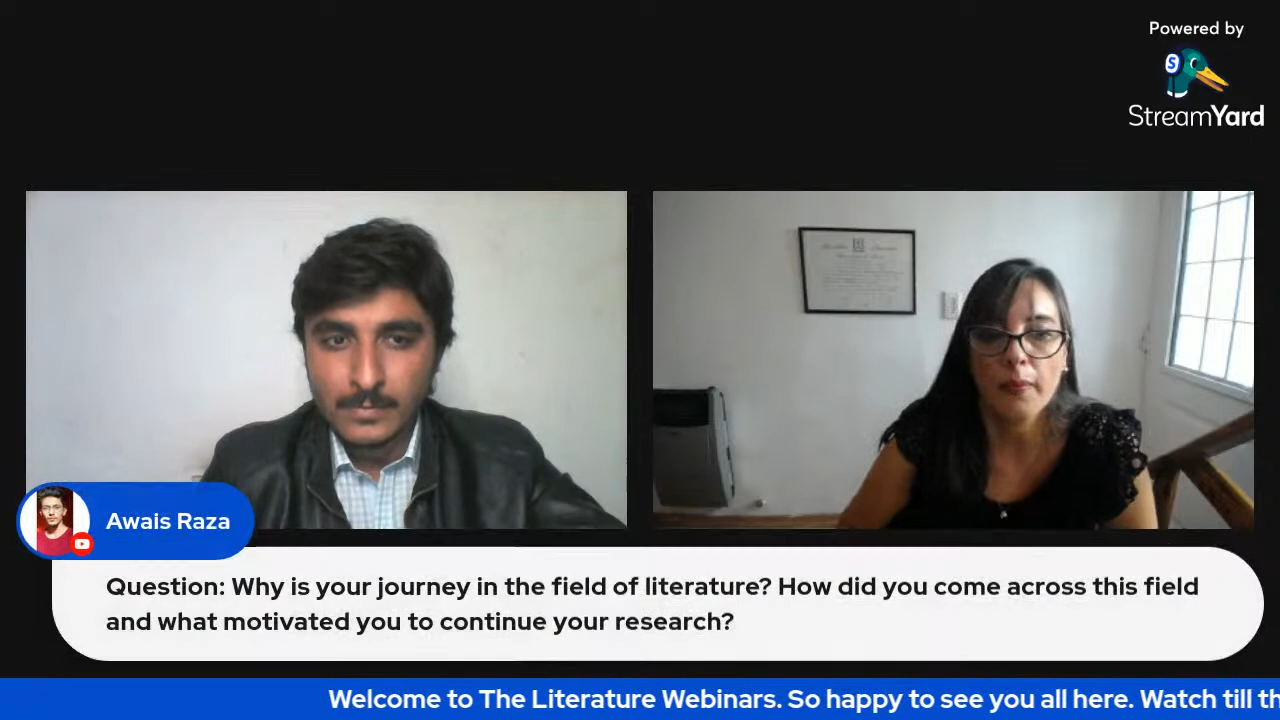 Powered by
StreamYard
Awais Raza
Question: Why is your journey in the field of literature? How did you come across this field
and what motivated you to continue your research?
Welcome to The Literature Webinars. So happy to see you all here. Watch till th